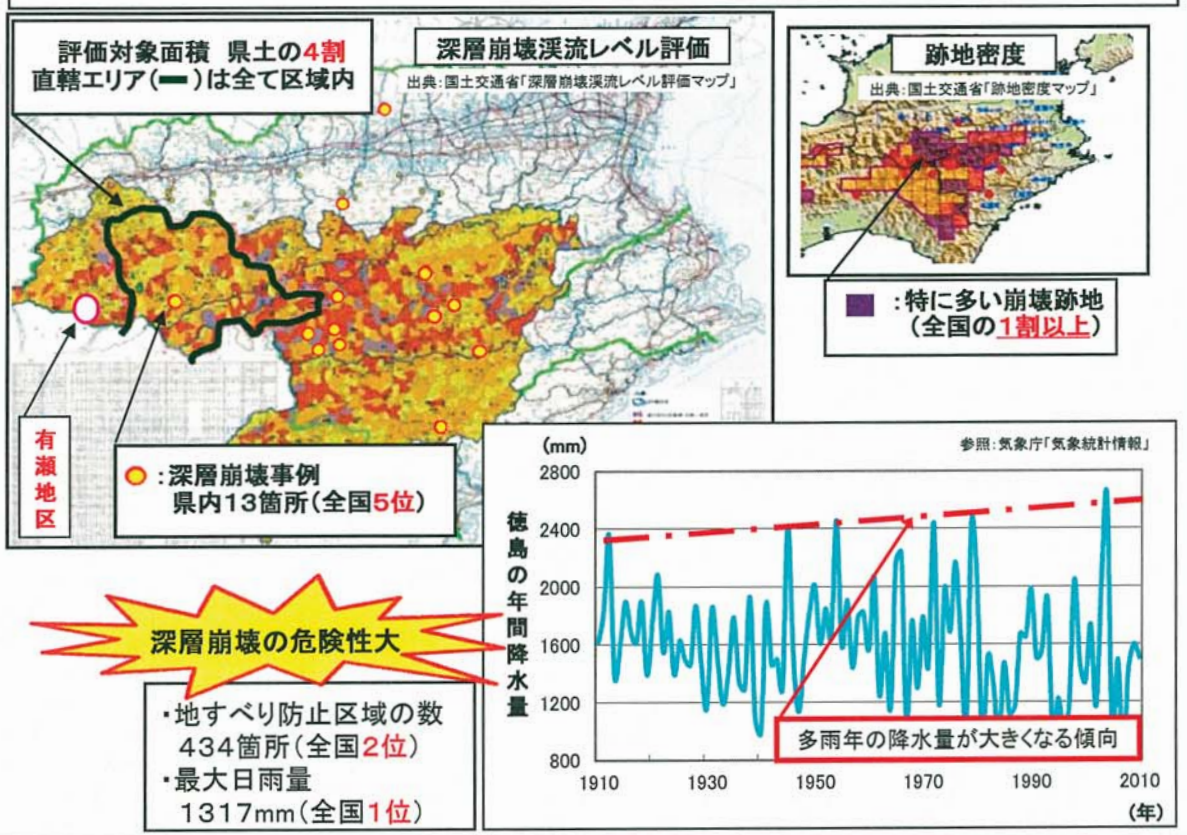 評価対象面積 県土の4割
直轄エリア(━)は全て区域内
深層崩壊渓流レベル評価
出典:国土交通省「深層崩壊渓流レベル評価マップ」
跡地密度
出典:国土交通省「跡地密度マップ」
■:特に多い崩壊跡地
(全国の1割以上)
有瀬地区
:深層崩壊事例
県内13箇所(全国5位)
深層崩壊の危険性大
・地すべり防止区域の数
434箇所(全国2位)
・最大日雨量
1317mm(全国1位)
(mm)
参照:気象庁「気象統計情報」
徳島の年間降水量
2800
2400
2000
1600
1200
800
多雨年の降水量が大きくなる傾向
1910 1930 1950 1970 1990 2010
(年)